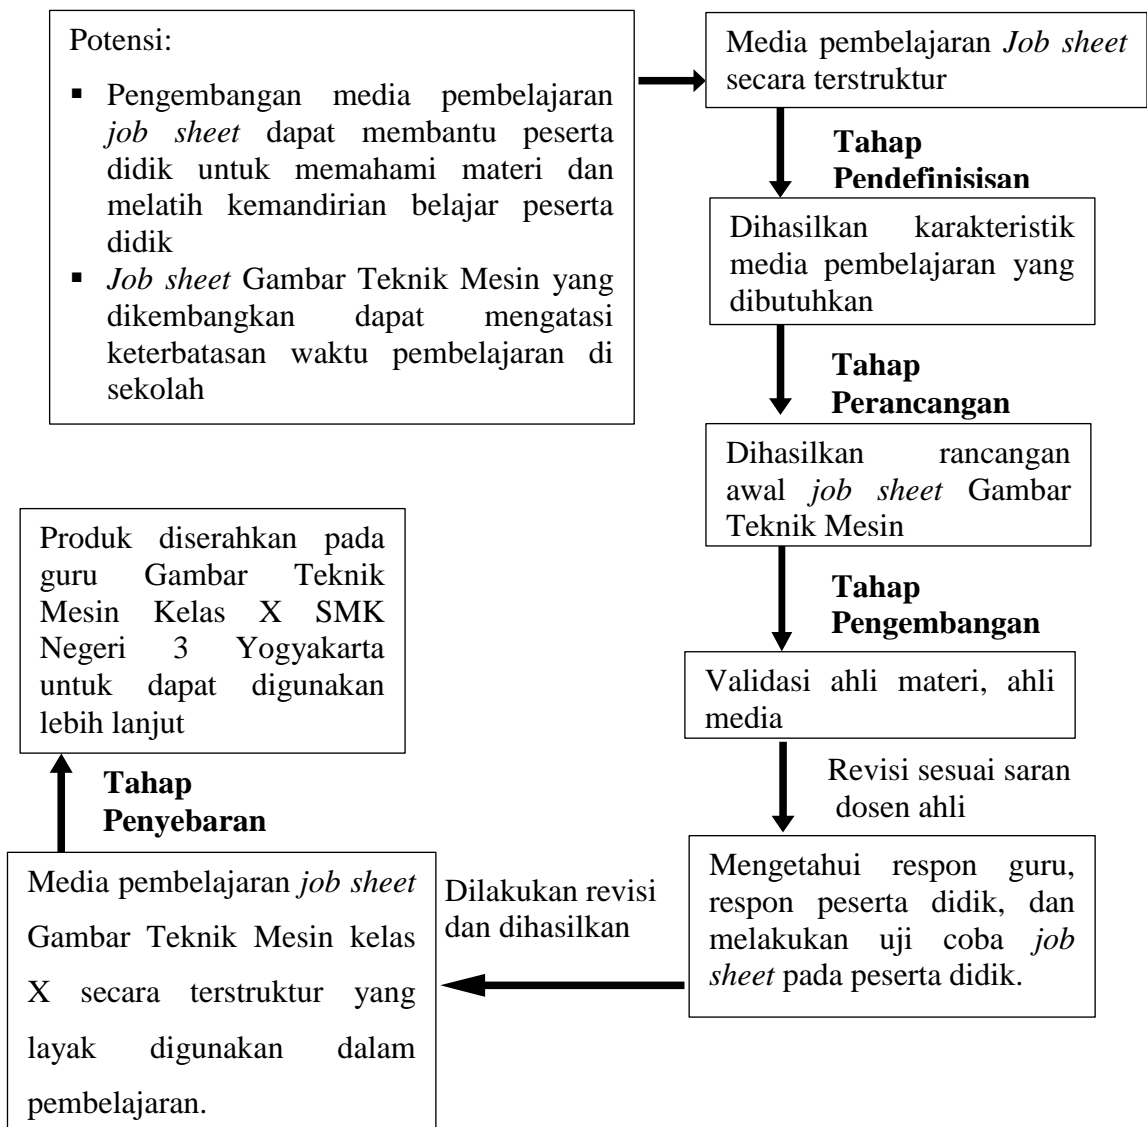 Potensi:
▪ Pengembangan media pembelajaran
job sheet dapat membantu peserta
didik untuk memahami materi dan
melatih kemandirian belajar peserta
didik
▪ Job sheet Gambar Teknik Mesin yang
dikembangkan dapat mengatasi
keterbatasan waktu pembelajaran di
sekolah
Media pembelajaran Job sheet
secara terstruktur
Tahap
Pendefinisisan
Dihasilkan karakteristik
media pembelajaran yang
dibutuhkan
Tahap
Perancangan
Dihasilkan rancangan
awal job sheet Gambar
Teknik Mesin
Tahap
Pengembangan
Validasi ahli materi, ahli
media
Revisi sesuai saran
dosen ahli
Mengetahui respon guru,
respon peserta didik, dan
melakukan uji coba job
sheet pada peserta didik.
Dilakukan revisi
dan dihasilkan
Media pembelajaran job sheet
Gambar Teknik Mesin kelas
X secara terstruktur yang
layak digunakan dalam
pembelajaran.
Tahap
Penyebaran
Produk diserahkan pada
guru Gambar Teknik
Mesin Kelas X SMK
Negeri 3 Yogyakarta
untuk dapat digunakan
lebih lanjut